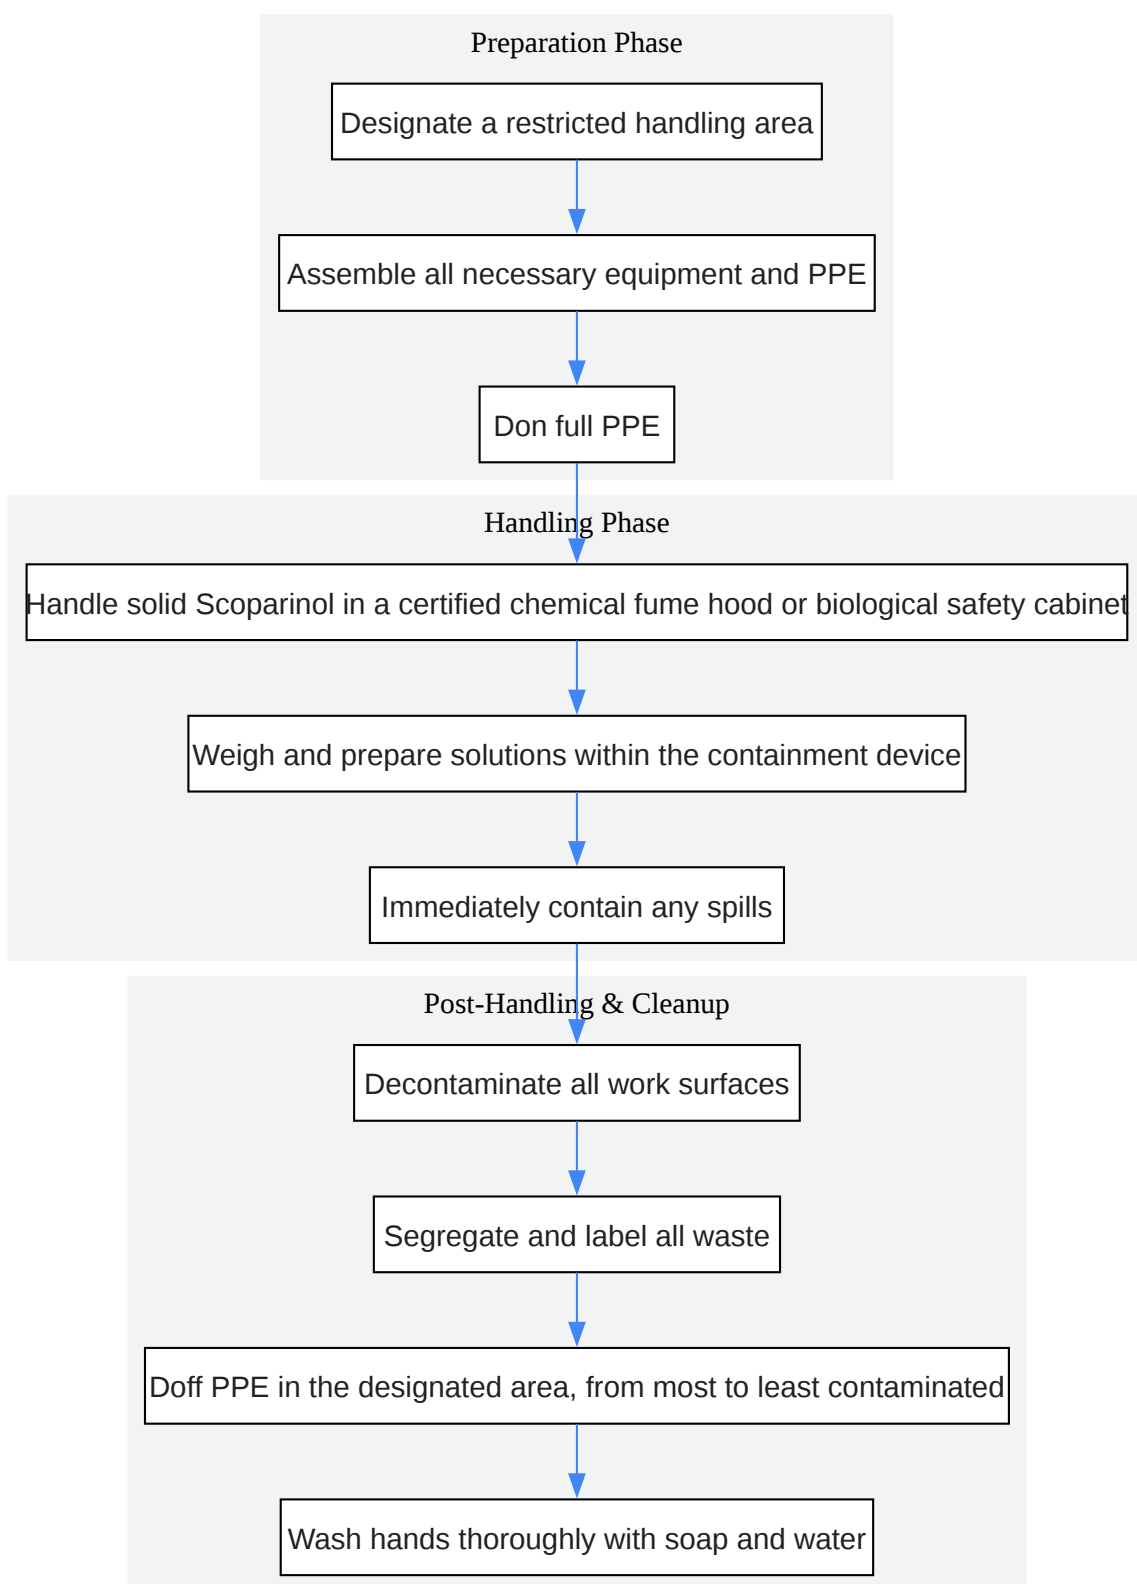 Preparation Phase
Designate a restricted handling area
Assemble all necessary equipment and PPE
Don full PPE
Handling Phase
Handle solid Scoparinol in a certified chemical fume hood or biological safety cabinet
Weigh and prepare solutions within the containment device
Immediately contain any spills
Post-Handling & Cleanup
Decontaminate all work surfaces
Segregate and label all waste
Doff PPE in the designated area, from most to least contaminated
Wash hands thoroughly with soap and water